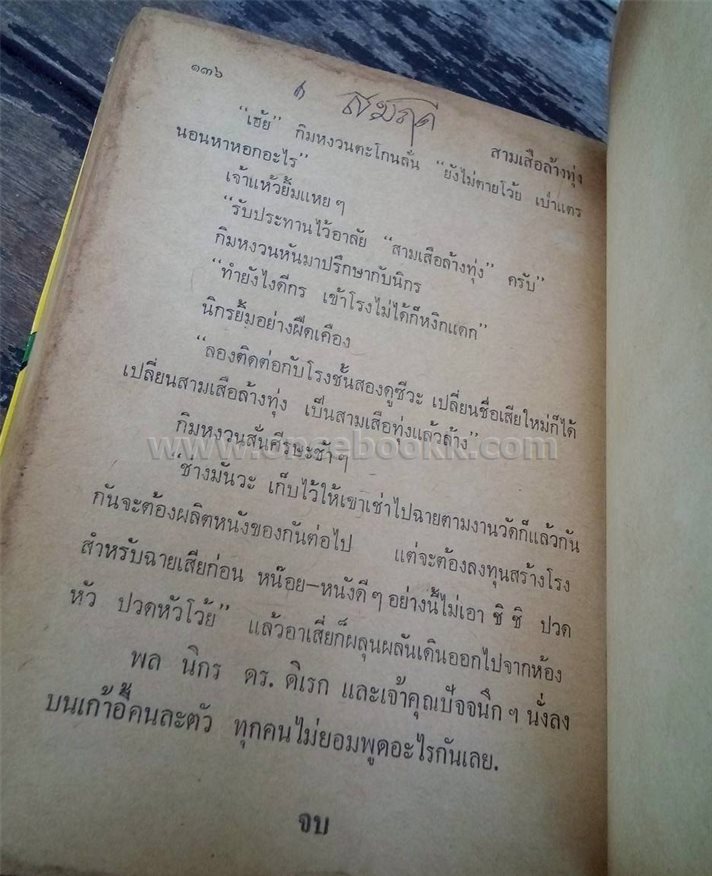 ๑๓๖
สามเสือล้างทุ่ง
“เฮ้ย” กิมหงวนตะโกนลั่น “ยังไม่ตายโว้ย เป่าแตร
นอนหาหอกอะไร”
เจ้าแห้วยิ้มแหย ๆ
“รับประทานไว้อาลัย “สามเสือล้างทุ่ง” ครับ”
กิมหงวนหันมาปรึกษากับนิกร
“ทำยังไงดีกร เข้าโรงไม่ได้ก็หงิกแดก”
นิกรยิ้มอย่างฝืดเคือง
“ลองติดต่อกับโรงชั้นสองดูซีวะ เปลี่ยนชื่อเสียใหม่ก็ได้
เปลี่ยนสามเสือล้างทุ่ง เป็นสามเสือทุ่งแล้วล้าง”
กิมหงวนสั่นศีรษะช้า ๆ
www.onsebookk.com
“ช่างมันวะ เก็บไว้ให้เขาเช่าไปฉายตามงานวัดก็แล้วกัน
กันจะต้องผลิตหนังของกันต่อไป แต่จะต้องลงทุนสร้างโรง
สำหรับฉายเสียก่อน หน๊อย–หนังดี ๆ อย่างนี้ไม่เอา ชิ ชิ ปวด
หัว ปวดหัวโว้ย” แล้วอาเสี่ยก็ผลุนผลันเดินออกไปจากห้อง
พล นิกร ดร. ดิเรก และเจ้าคุณปัจจนึก ๆ นั่งลง
บนเก้าอี้คนละตัว ทุกคนไม่ยอมพูดอะไรกันเลย.
จบ